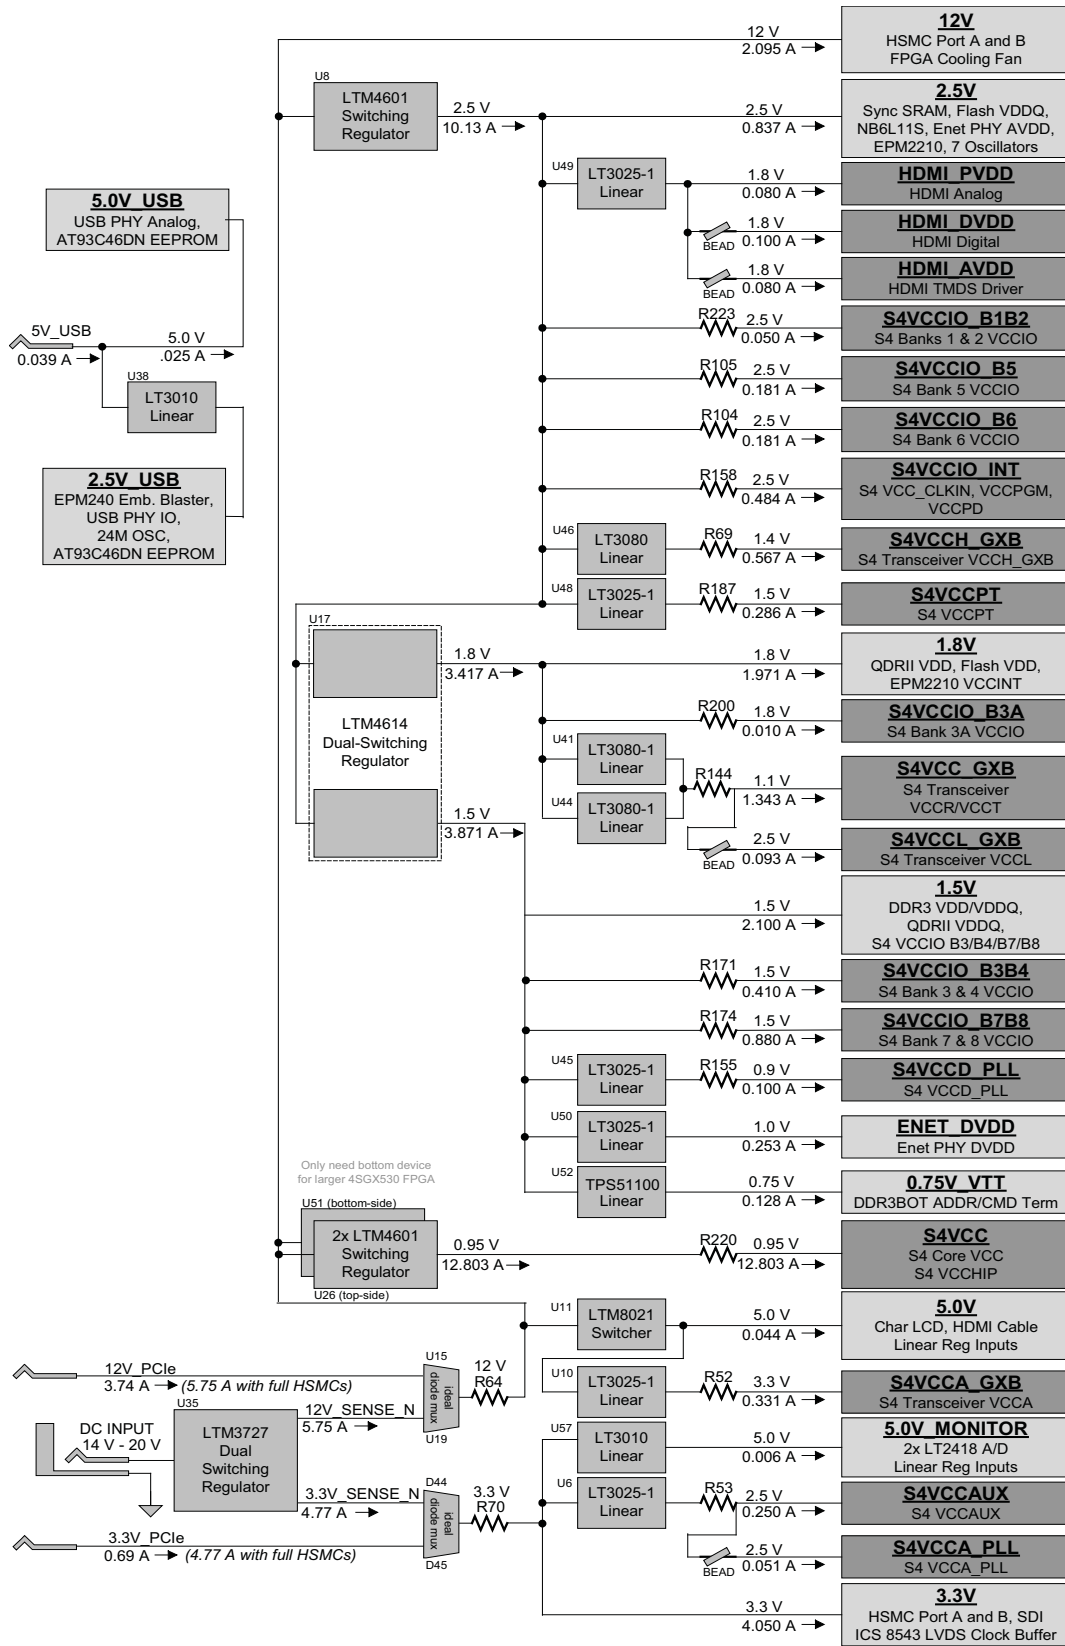 12 V
2.095 A
12V
HSMC Port A and B
FPGA Cooling Fan
U8
LTM4601
Switching
Regulator
2.5 V
10.13 A
2.5 V
0.837 A
2.5V
Sync SRAM, Flash VDDQ,
NB6L11S, Enet PHY AVDD,
EPM2210, 7 Oscillators
U49
LT3025-1
Linear
1.8 V
0.080 A
HDMI_PVDD
HDMI Analog
BEAD
1.8 V
0.100 A
HDMI_DVDD
HDMI Digital
BEAD
1.8 V
0.080 A
HDMI_AVDD
HDMI TMDS Driver
5.0V_USB
USB PHY Analog,
AT93C46DN EEPROM
5V_USB
0.039 A
5.0 V
.025 A
U38
LT3010
Linear
2.5V_USB
EPM240 Emb. Blaster,
USB PHY IO,
24M OSC,
AT93C46DN EEPROM
R223
2.5 V
0.050 A
S4VCCIO_B1B2
S4 Banks 1 & 2 VCCIO
R105
2.5 V
0.181 A
S4VCCIO_B5
S4 Bank 5 VCCIO
R104
2.5 V
0.181 A
S4VCCIO_B6
S4 Bank 6 VCCIO
R158
2.5 V
0.484 A
S4VCCIO_INT
S4 VCC_CLKIN, VCCPGM,
VCCPD
U46
LT3080
Linear
R69
1.4 V
0.567 A
S4VCCH_GXB
S4 Transceiver VCCH_GXB
U48
LT3025-1
Linear
R187
1.5 V
0.286 A
S4VCCPT
S4 VCCPT
U17
LTM4614
Dual-Switching
Regulator
1.8 V
3.417 A
1.8 V
1.971 A
1.8V
QDRII VDD, Flash VDD,
EPM2210 VCCINT
R200
1.8 V
0.010 A
S4VCCIO_B3A
S4 Bank 3A VCCIO
U41
LT3080-1
Linear
U44
LT3080-1
Linear
R144
1.1 V
1.343 A
S4VCC_GXB
S4 Transceiver
VCCR/VCCT
BEAD
2.5 V
0.093 A
S4VCCL_GXB
S4 Transceiver VCCL
1.5 V
3.871 A
1.5 V
2.100 A
1.5V
DDR3 VDD/VDDQ,
QDRII VDDQ,
S4 VCCIO B3/B4/B7/B8
R171
1.5 V
0.410 A
S4VCCIO_B3B4
S4 Bank 3 & 4 VCCIO
R174
1.5 V
0.880 A
S4VCCIO_B7B8
S4 Bank 7 & 8 VCCIO
U45
LT3025-1
Linear
R155
0.9 V
0.100 A
S4VCCD_PLL
S4 VCCD_PLL
U50
LT3025-1
Linear
1.0 V
0.253 A
ENET_DVDD
Enet PHY DVDD
U52
TPS51100
Linear
0.75 V
0.128 A
0.75V_VTT
DDR3BOT ADDR/CMD Term
Only need bottom device
for larger 4SGX530 FPGA
U51 (bottom-side)
2x LTM4601
Switching
Regulator
U26 (top-side)
0.95 V
12.803 A
R220
0.95 V
12.803 A
S4VCC
S4 Core VCC
S4 VCCHIP
U11
LTM8021
Switcher
5.0 V
0.044 A
5.0V
Char LCD, HDMI Cable
Linear Reg Inputs
12V_PCIe
3.74 A
(5.75 A with full HSMCs)
U15
ideal
diode mux
U19
12 V
R64
U10
LT3025-1
Linear
R52
3.3 V
0.331 A
S4VCCA_GXB
S4 Transceiver VCCA
DC INPUT
14 V - 20 V
U35
LTM3727
Dual
Switching
Regulator
12V_SENSE_N
5.75 A
3.3V_SENSE_N
4.77 A
U57
LT3010
Linear
5.0 V
0.006 A
5.0V_MONITOR
2x LT2418 A/D
Linear Reg Inputs
D44
ideal
diode mux
D45
3.3 V
R70
U6
LT3025-1
Linear
R53
2.5 V
0.250 A
S4VCCAUX
S4 VCCAUX
3.3V_PCIe
0.69 A
(4.77 A with full HSMCs)
BEAD
2.5 V
0.051 A
S4VCCA_PLL
S4 VCCA_PLL
3.3 V
4.050 A
3.3V
HSMC Port A and B, SDI
ICS 8543 LVDS Clock Buffer